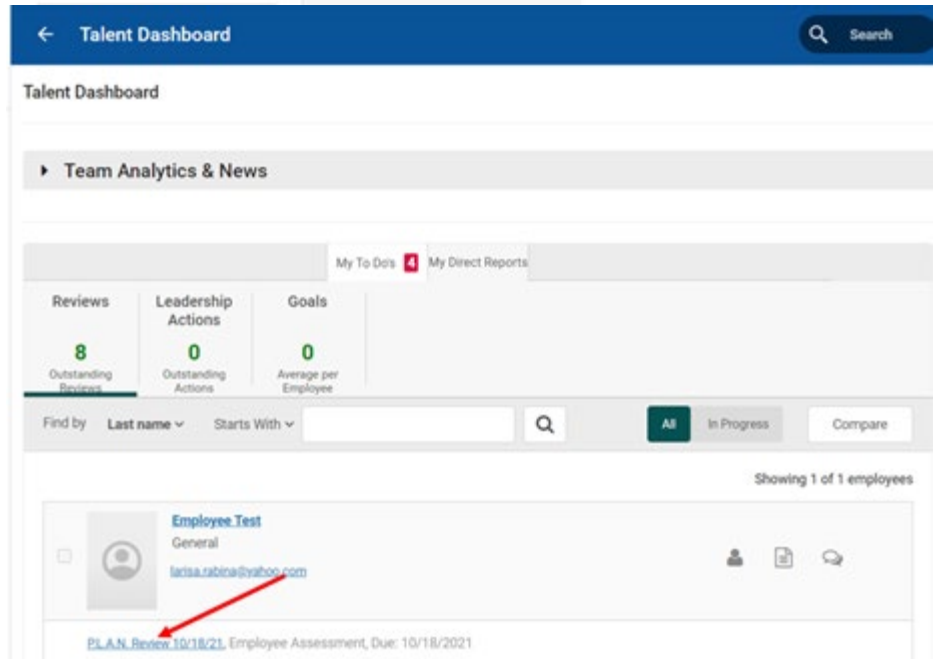 Talent Dashboard
Search
Talent Dashboard
Team Analytics & News
My To Do's 4 My Direct Reports
Reviews
8
Outstanding
Reviews
Leadership
Actions
0
Outstanding
Actions
Goals
0
Average per
Employee
Find by Last name Starts With All In Progress Compare
Showing 1 of 1 employees
Employee Test
General
larisa.rabina@yahoo.com
P.L.A.N. Review 10/18/21, Employee Assessment, Due: 10/18/2021